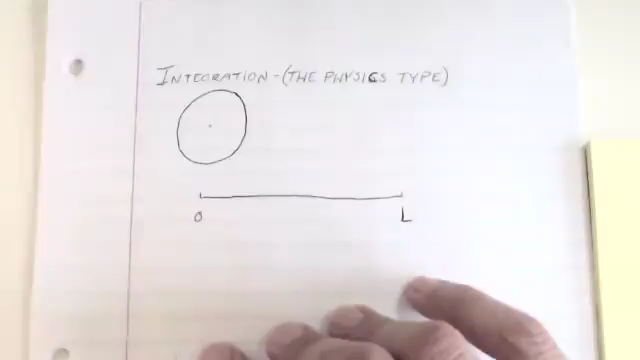 INTEGRATION-(THE PHYSICS TYPE)
0 L